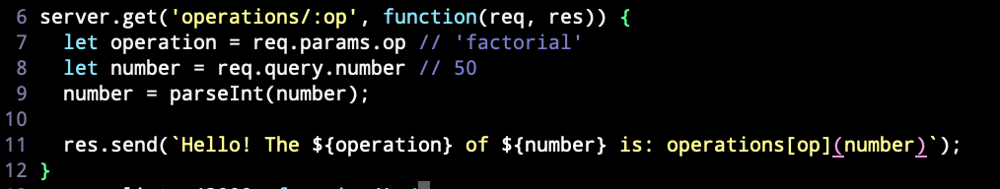 6 server.get('operations/:op', function(req, res)) {
7   let operation = req.params.op // 'factorial'
8   let number = req.query.number // 50
9   number = parseInt(number);
10
11   res.send(`Hello! The ${operation} of ${number} is: operations[op](number)`);
12 }